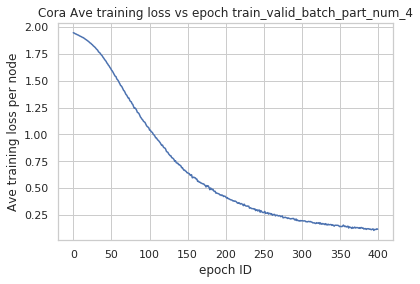 Cora Ave training loss vs epoch train_valid_batch_part_num_4
2.00
1.75
1.50
1.25
1.00
0.75
0.50
0.25
Ave training loss per node
0 50 100 150 200 250 300 350 400
epoch ID